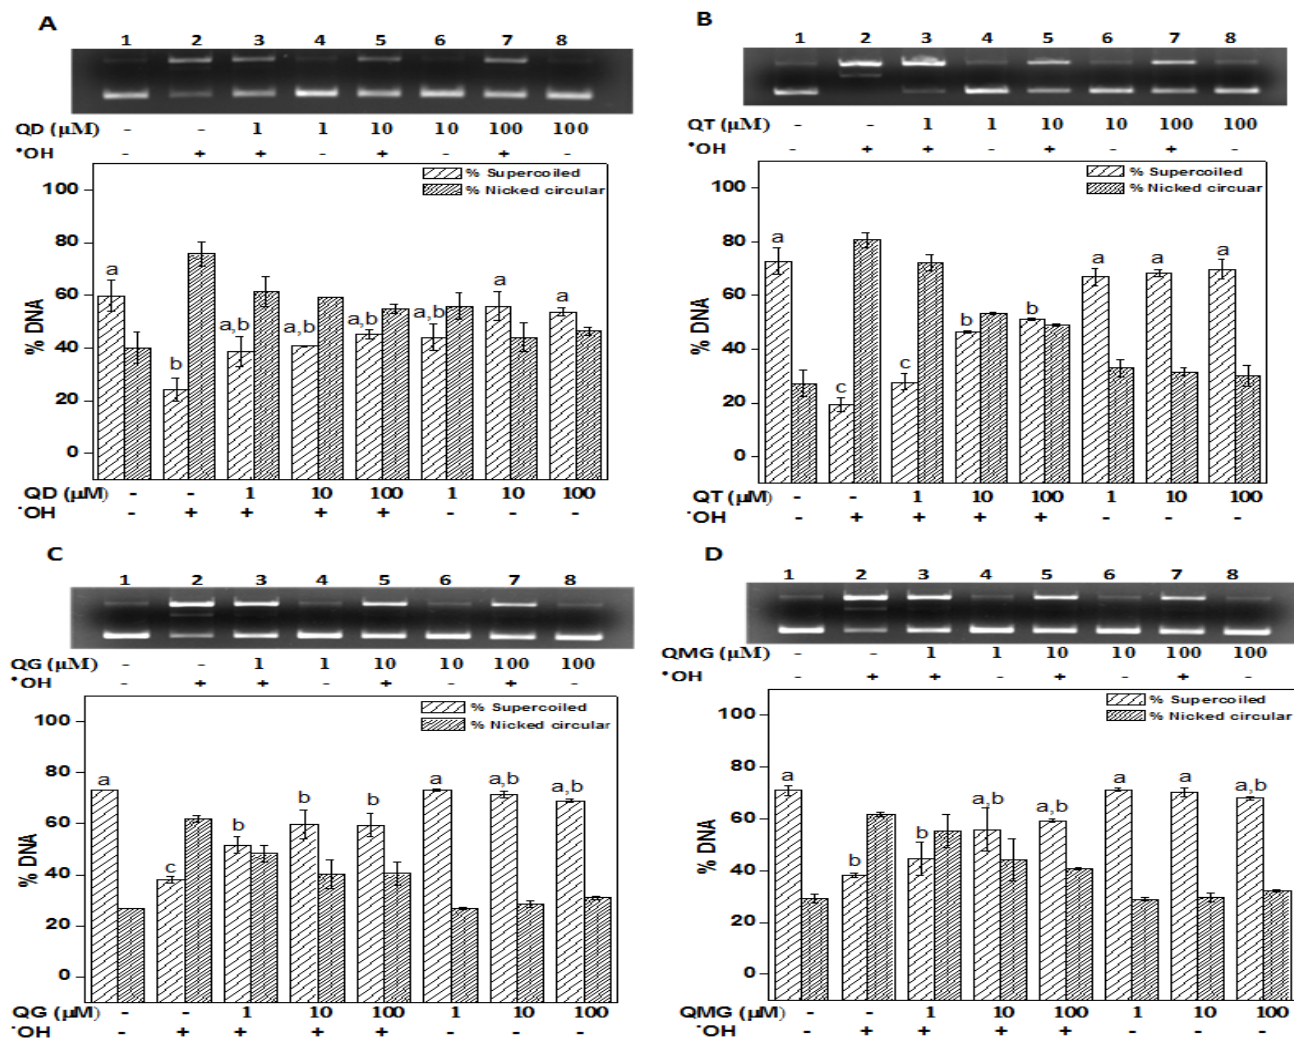 A
1 2 3 4 5 6 7 8
QD (μM) - - 1 1 10 10 100 100
•OH - + + - + - + -
% Supercoiled
% Nicked circular
100
80
60
40
20
0
% DNA
a b a,b a,b a,b a,b a a
QD (μM) - - 1 10 100 1 10 100
·OH - + + + + - - -
B
1 2 3 4 5 6 7 8
QT (μM) - - 1 1 10 10 100 100
•OH - + + - + - + -
% Supercoiled
% Nicked circuar
100
80
60
40
20
0
% DNA
a c c b b a a a
QT (μM) - - 1 10 100 1 10 100
·OH - + + + + - - -
C
1 2 3 4 5 6 7 8
QG (μM) - - 1 1 10 10 100 100
•OH - + + - + - + -
% Supercoiled
% Nicked circular
100
80
60
40
20
0
% DNA
a c b b b a a,b a,b
QG (μM) - - 1 10 100 1 10 100
·OH - + + + + - - -
D
1 2 3 4 5 6 7 8
QMG (μM) - - 1 1 10 10 100 100
•OH - + + - + - + -
% Supercoiled
% Nicked circular
100
80
60
40
20
0
% DNA
a b b a,b a,b a a a,b
QMG (μM) - - 1 10 100 1 10 100
·OH - + + + + - - -